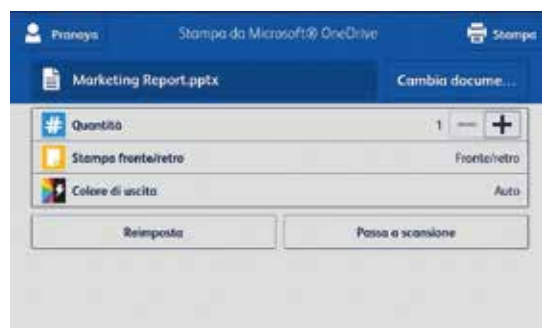 Pranaya Stampa da Microsoft® OneDrive Stampa
Marketing Report.pptx Cambia docume...
# Quantità 1 — +
Stampa fronte/retro Fronte/retro
Colore di uscita Auto
Reimposta Passa a scansione